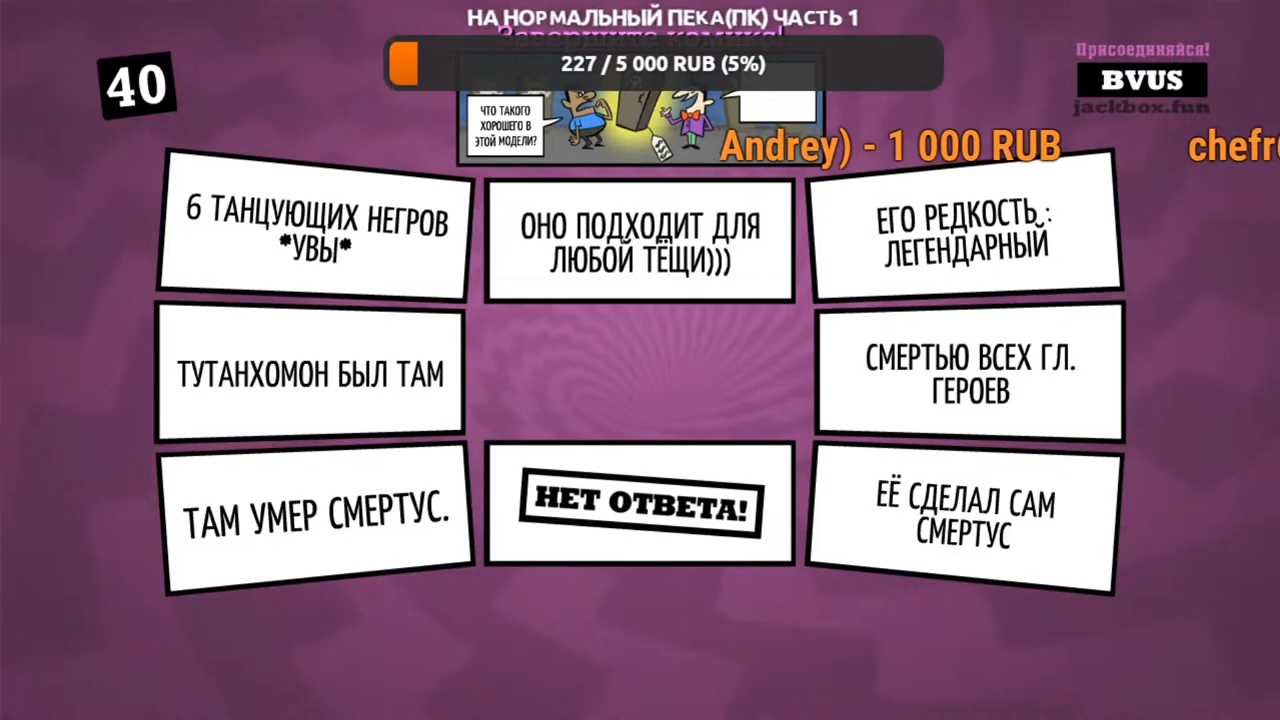 НА НОРМАЛЬНЫЙ ПЕКА(ПК) ЧАСТЬ 1
Завершите комикс!
227 / 5 000 RUB (5%)
40
Присоединяйся!
BVUS
jackbox.fun
ЧТО ТАКОГО
ХОРОШЕГО В
ЭТОЙ МОДЕЛИ?
Andrey) - 1 000 RUB
6 ТАНЦУЮЩИХ НЕГРОВ
*УВЫ*
ОНО ПОДХОДИТ ДЛЯ
ЛЮБОЙ ТЁЩИ)))
ЕГО РЕДКОСТЬ :
ЛЕГЕНДАРНЫЙ
ТУТАНХОМОН БЫЛ ТАМ
СМЕРТЬЮ ВСЕХ ГЛ.
ГЕРОЕВ
ТАМ УМЕР СМЕРТУС.
НЕТ ОТВЕТА!
ЕЁ СДЕЛАЛ САМ
СМЕРТУС